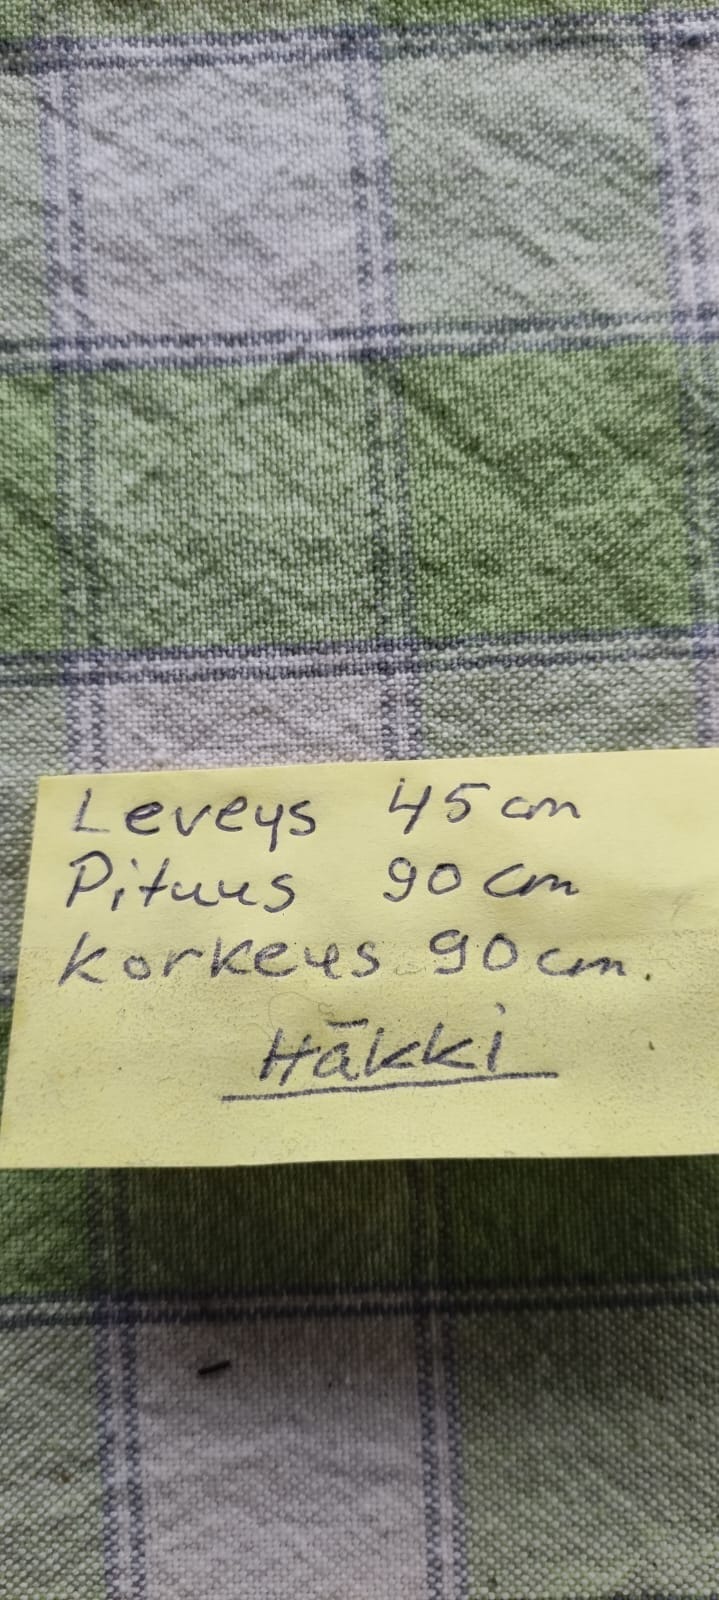 Leveys 45 cm
Pituus 90 cm
Korkeus 90 cm.
Häkki